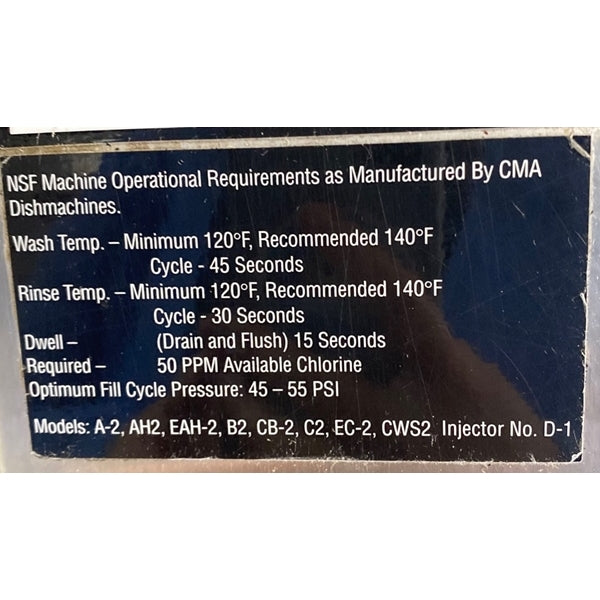 NSF Machine Operational Requirements as Manufactured By CMA
Dishmachines.
Wash Temp. – Minimum 120°F, Recommended 140°F
Cycle - 45 Seconds
Rinse Temp. – Minimum 120°F, Recommended 140°F
Cycle - 30 Seconds
Dwell – (Drain and Flush) 15 Seconds
Required – 50 PPM Available Chlorine
Optimum Fill Cycle Pressure: 45 – 55 PSI
Models: A-2, AH2, EAH-2, B2, CB-2, C2, EC-2, CWS2 Injector No. D-1